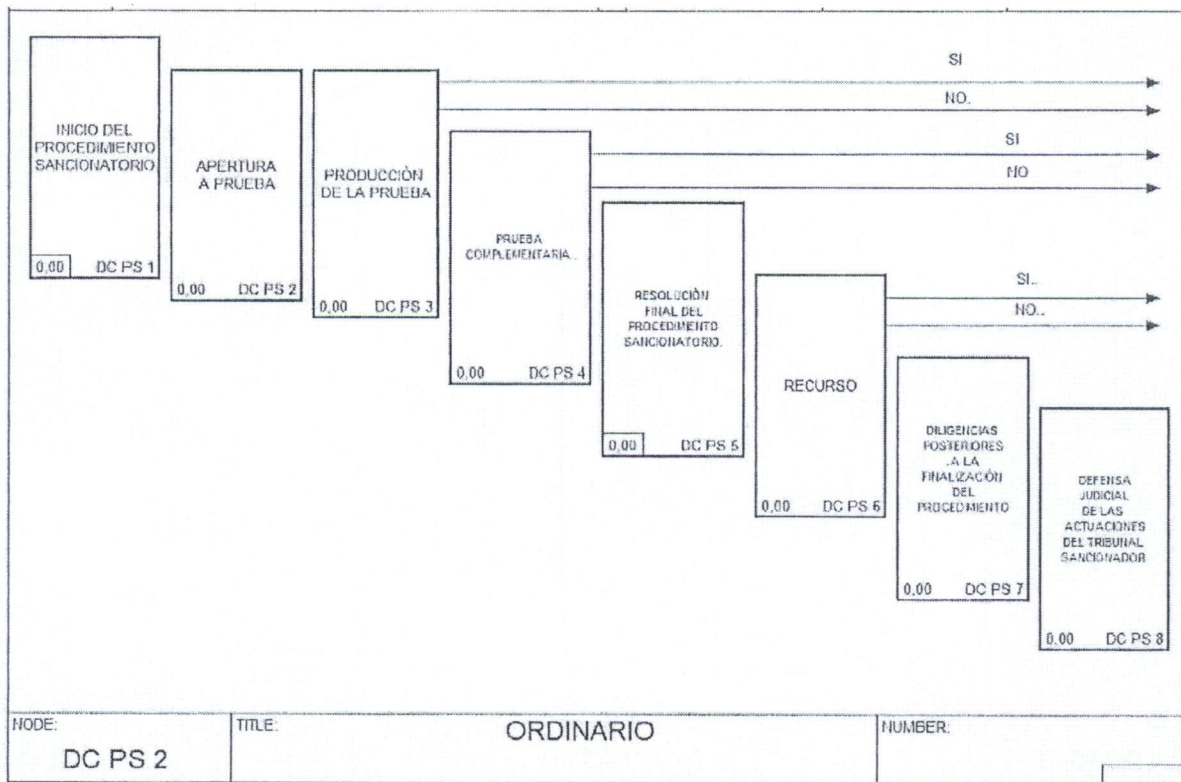 INICIO DEL
PROCEDIMIENTO
SANCIONATORIO
0,00 DC PS 1
APERTURA
A PRUEBA
0,00 DC PS 2
PRODUCCIÓN
DE LA PRUEBA
0,00 DC PS 3
SI
NO..
PRUEBA
COMPLEMENTARIA..
0,00 DC PS 4
SI
NO
RESOLUCIÓN
FINAL DEL
PROCEDIMIENTO
SANCIONATORIO.
0,00 DC PS 5
RECURSO
0,00 DC PS 6
SI..
NO..
DILIGENCIAS
POSTERIORES
.A LA
FINALIZACIÓN
DEL
PROCEDIMIENTO
0,00 DC PS 7
DEFENSA
JUDICIAL
DE LAS
ACTUACIONES
DEL TRIBUNAL
SANCIONADOR
0,00 DC PS 8
NODE:
DC PS 2
TITLE:
ORDINARIO
NUMBER: